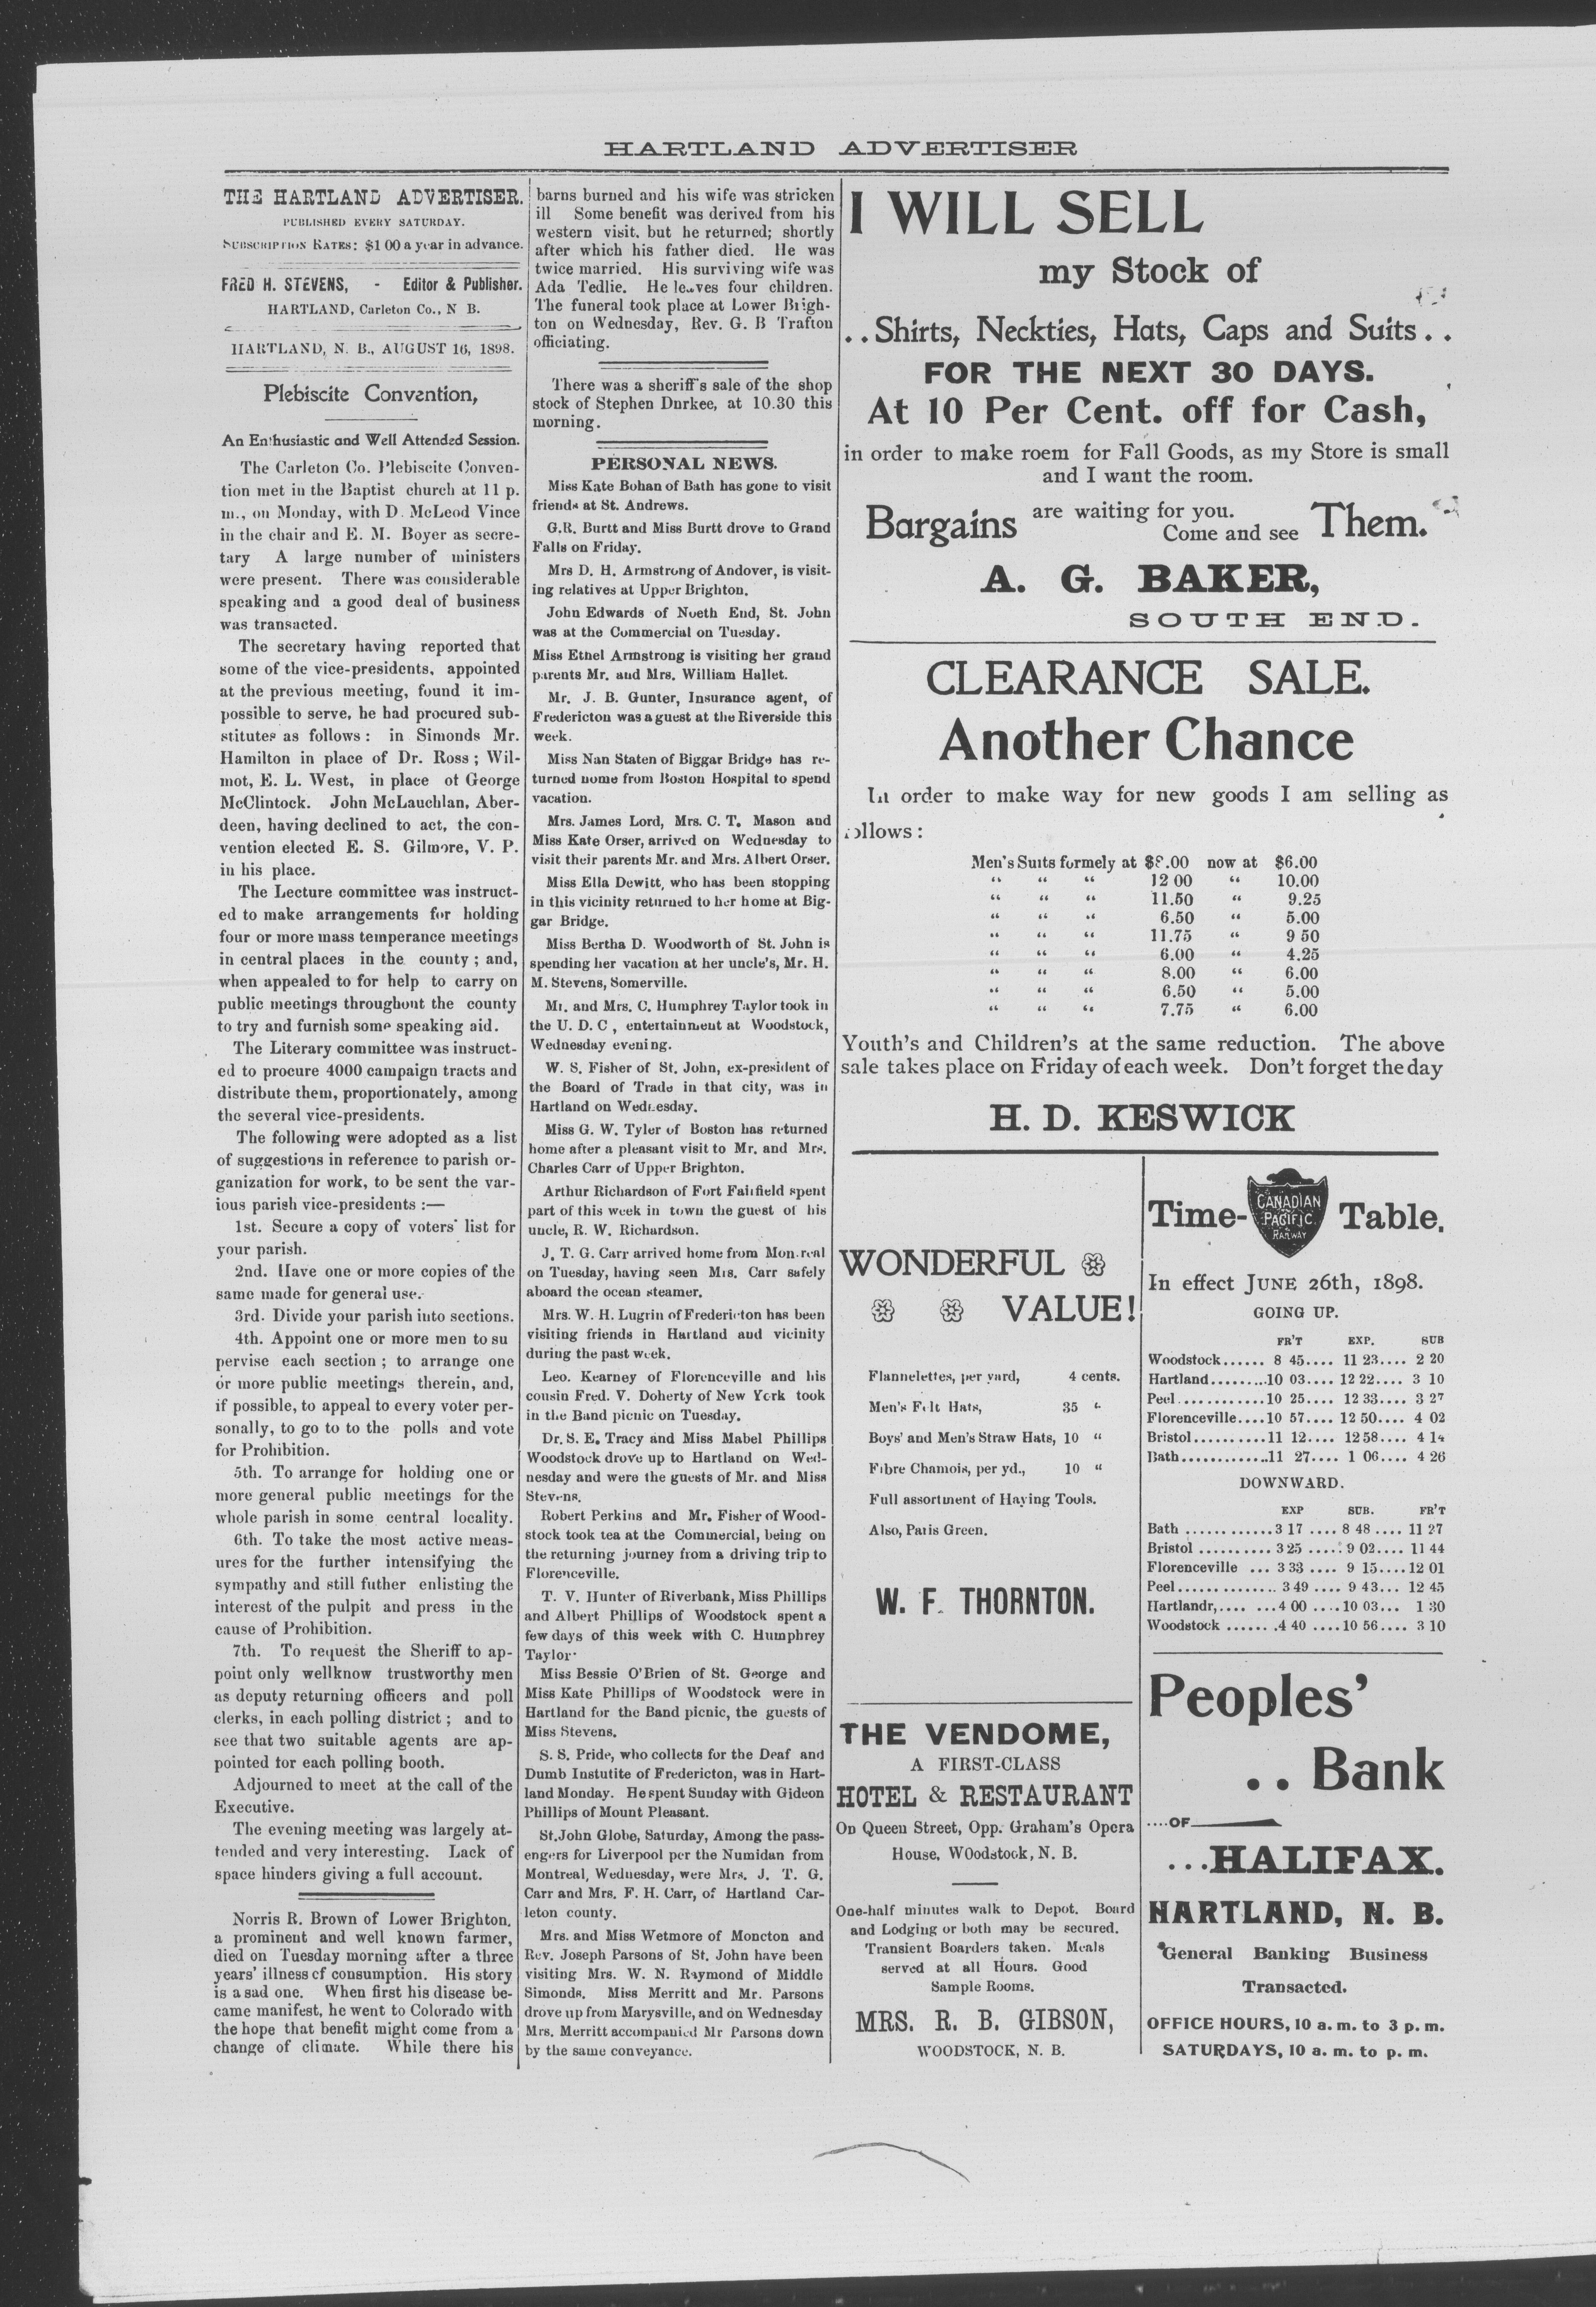 HARTLAND ADVERTISER
THE HARTLAND ADVERTISER.
PUBLISHED EVERY SATURDAY.
SUBSCRIPTION RATES: $1 00 a year in advance.
FRED H. STEVENS, - Editor & Publisher.
HARTLAND, Carleton Co., N B.
HARTLAND, N. B., AUGUST 16, 1898.
Plebiscite Convention,
An Enthusiastic and Well Attended Session.
The Carleton Co. Plebiscite Conven-
tion met in the Baptist church at 11 p.
m., on Monday, with D. McLeod Vince
in the chair and E. M. Boyer as secre-
tary A large number of ministers
were present. There was considerable
speaking and a good deal of business
was transacted.
The secretary having reported that
some of the vice-presidents, appointed
at the previous meeting, found it im-
possible to serve, he had procured sub-
stitutes as follows : in Simonds Mr.
Hamilton in place of Dr. Ross ; Wil-
mot, E. L. West, in place ot George
McClintock. John McLauchlan, Aber-
deen, having declined to act, the con-
vention elected E. S. Gilmore, V. P.
in his place.
The Lecture committee was instruct-
ed to make arrangements for holding
four or more mass temperance meetings
in central places in the county ; and,
when appealed to for help to carry on
public meetings throughout the county
to try and furnish some speaking aid.
The Literary committee was instruct-
ed to procure 4000 campaign tracts and
distribute them, proportionately, among
the several vice-presidents.
The following were adopted as a list
of suggestions in reference to parish or-
ganization for work, to be sent the var-
ious parish vice-presidents :—
1st. Secure a copy of voters' list for
your parish.
2nd. Have one or more copies of the
same made for general use.
3rd. Divide your parish into sections.
4th. Appoint one or more men to su
pervise each section ; to arrange one
or more public meetings therein, and,
if possible, to appeal to every voter per-
sonally, to go to to the polls and vote
for Prohibition.
5th. To arrange for holding one or
more general public meetings for the
whole parish in some central locality.
6th. To take the most active meas-
ures for the further intensifying the
sympathy and still futher enlisting the
interest of the pulpit and press in the
cause of Prohibition.
7th. To request the Sheriff to ap-
point only wellknow trustworthy men
as deputy returning officers and poll
clerks, in each polling district ; and to
see that two suitable agents are ap-
pointed for each polling booth.
Adjourned to meet at the call of the
Executive.
The evening meeting was largely at-
tended and very interesting. Lack of
space hinders giving a full account.
Norris R. Brown of Lower Brighton,
a prominent and well known farmer,
died on Tuesday morning after a three
years' illness cf consumption. His story
is a sad one. When first his disease be-
came manifest, he went to Colorado with
the hope that benefit might come from a
change of climate. While there his
barns burned and his wife was stricken
ill Some benefit was derived from his
western visit. but he returned; shortly
after which his father died. He was
twice married. His surviving wife was
Ada Tedlie. He leaves four children.
The funeral took place at Lower Brigh-
ton on Wednesday, Rev. G. B Trafton
officiating.
There was a sheriff's sale of the shop
stock of Stephen Durkee, at 10.30 this
morning.
PERSONAL NEWS.
Miss Kate Bohan of Bath has gone to visit
friends at St. Andrews.
G.R. Burtt and Miss Burtt drove to Grand
Falls on Friday.
Mrs D. H. Armstrong of Andover, is visit-
ing relatives at Upper Brighton.
John Edwards of Noeth End, St. John
was at the Commercial on Tuesday.
Miss Ethel Armstrong is visiting her grand
parents Mr. and Mrs. William Hallet.
Mr. J. B. Gunter, Insurance agent, of
Fredericton was a guest at the Riverside this
week.
Miss Nan Staten of Biggar Bridge has re-
turned nome from Boston Hospital to spend
vacation.
Mrs. James Lord, Mrs. C. T. Mason and
Miss Kate Orser, arrived on Wednesday to
visit their parents Mr. and Mrs. Albert Orser.
Miss Ella Dewitt, who has been stopping
in this vicinity returned to her home at Big-
gar Bridge.
Miss Bertha D. Woodworth of St. John is
spending her vacation at her uncle's, Mr. H.
M. Stevens, Somerville.
Mr. and Mrs. C. Humphrey Taylor took in
the U. D. C , entertainment at Woodstock,
Wednesday evening.
W. S. Fisher of St. John, ex-president of
the Board of Trade in that city, was in
Hartland on Wednesday.
Miss G. W. Tyler of Boston has returned
home after a pleasant visit to Mr. and Mrs.
Charles Carr of Upper Brighton.
Arthur Richardson of Fort Fairfield spent
part of this week in town the guest of his
uncle, R. W. Richardson.
J. T. G. Carr arrived home from Montreal
on Tuesday, having seen Mrs. Carr safely
aboard the ocean steamer.
Mrs. W. H. Lugrin of Fredericton has been
visiting friends in Hartland and vicinity
during the past week.
Leo. Kearney of Florenceville and his
cousin Fred. V. Doherty of New York took
in the Band picnic on Tuesday.
Dr. S. E. Tracy and Miss Mabel Phillips
Woodstock drove up to Hartland on Wed-
nesday and were the guests of Mr. and Miss
Stevens.
Robert Perkins and Mr. Fisher of Wood-
stock took tea at the Commercial, being on
the returning journey from a driving trip to
Florenceville.
T. V. Hunter of Riverbank, Miss Phillips
and Albert Phillips of Woodstock spent a
few days of this week with C. Humphrey
Taylor.
Miss Bessie O'Brien of St. George and
Miss Kate Phillips of Woodstock were in
Hartland for the Band picnic, the guests of
Miss Stevens.
S. S. Pride, who collects for the Deaf and
Dumb Instutite of Fredericton, was in Hart-
land Monday. He spent Sunday with Gideon
Phillips of Mount Pleasant.
St.John Globe, Saturday, Among the pass-
engers for Liverpool per the Numidan from
Montreal, Wednesday, were Mrs. J. T. G.
Carr and Mrs. F. H. Carr, of Hartland Car-
leton county.
Mrs. and Miss Wetmore of Moncton and
Rev. Joseph Parsons of St. John have been
visiting Mrs. W. N. Raymond of Middle
Simonds. Miss Merritt and Mr. Parsons
drove up from Marysville, and on Wednesday
Mrs. Merritt accompanied Mr Parsons down
by the same conveyance.
I WILL SELL
my Stock of
..Shirts, Neckties, Hats, Caps and Suits..
FOR THE NEXT 30 DAYS.
At 10 Per Cent. off for Cash,
in order to make roem for Fall Goods, as my Store is small
and I want the room.
Bargains are waiting for you. Come and see Them.
A. G. BAKER,
SOUTH END.
CLEARANCE SALE.
Another Chance
In order to make way for new goods I am selling as
ollows :
Men's Suits formely at $8.00 now at $6.00
" " " 12 00 " 10.00
" " " 11.50 " 9.25
" " " 6.50 " 5.00
" " " 11.75 " 9 50
" " " 6.00 " 4.25
" " " 8.00 " 6.00
" " " 6.50 " 5.00
" " " 7.75 " 6.00
Youth's and Children's at the same reduction. The above
sale takes place on Friday of each week. Don't forget the day
H. D. KESWICK
WONDERFUL
VALUE!
Flannelettes, per yard, 4 cents.
Men's Felt Hats, 35 "
Boys' and Men's Straw Hats, 10 "
Fibre Chamois, per yd., 10 "
Full assortment of Haying Tools.
Also, Paris Green.
W. F. THORNTON.
THE VENDOME,
A FIRST-CLASS
HOTEL & RESTAURANT
On Queen Street, Opp. Graham's Opera
House, WOodstock, N. B.
One-half minutes walk to Depot. Board
and Lodging or both may be secured.
Transient Boarders taken. Meals
served at all Hours. Good
Sample Rooms.
MRS. R. B. GIBSON,
WOODSTOCK, N. B.
Time- CANADIAN PACIFIC RAILWAY Table.
In effect JUNE 26th, 1898.
GOING UP.
FR'T EXP. SUB
Woodstock...... 8 45.... 11 23.... 2 20
Hartland.........10 03.... 12 22.... 3 10
Peel............10 25.... 12 33.... 3 27
Florenceville....10 57.... 12 50.... 4 02
Bristol..........11 12.... 12 58.... 4 14
Bath............11 27.... 1 06.... 4 26
DOWNWARD.
EXP SUB. FR'T
Bath ............3 17 .... 8 48 .... 11 27
Bristol .......... 3 25 ..... 9 02.... 11 44
Florenceville ... 3 33 .... 9 15....12 01
Peel.............. 3 49 .... 9 43... 12 45
Hartlandr,.... ...4 00 ....10 03... 1 30
Woodstock ...... .4 40 ....10 56.... 3 10
Peoples'
.. Bank
....OF
...HALIFAX.
HARTLAND, N. B.
General Banking Business
Transacted.
OFFICE HOURS, 10 a. m. to 3 p. m.
SATURDAYS, 10 a. m. to p. m.